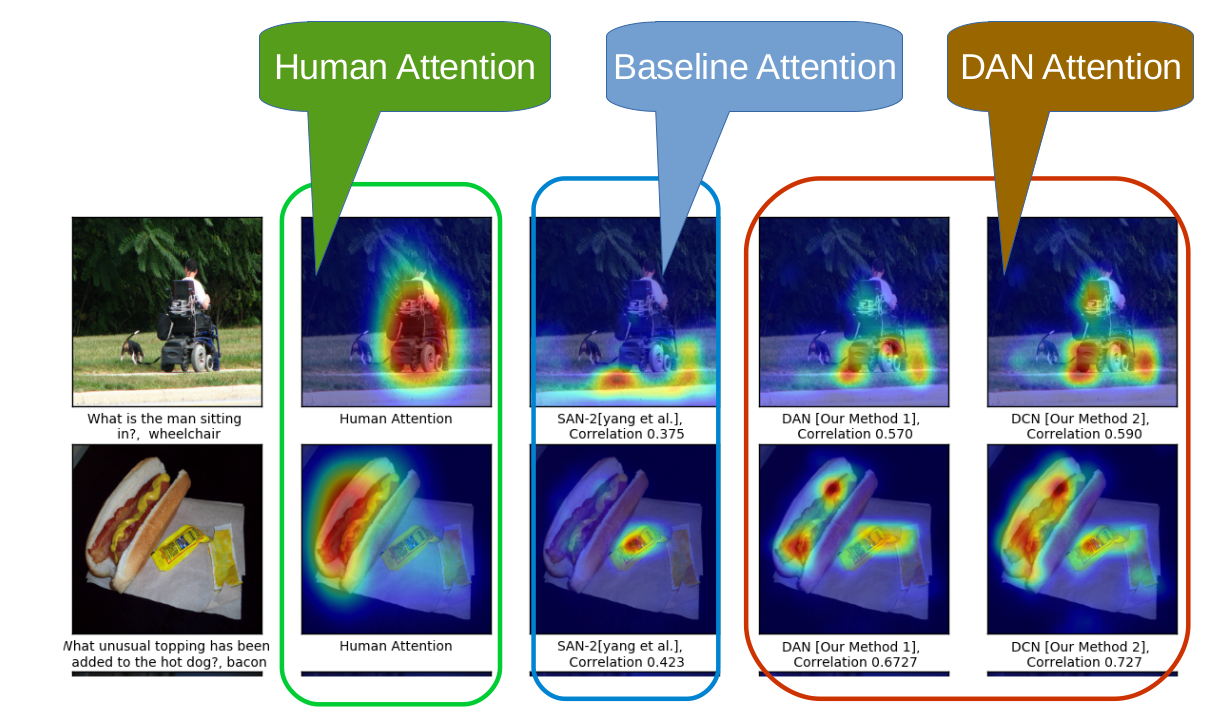 Human Attention
Baseline Attention
DAN Attention
What is the man sitting
in?, wheelchair
Human Attention
SAN-2[yang et al.],
Correlation 0.375
DAN [Our Method 1],
Correlation 0.570
DCN [Our Method 2],
Correlation 0.590
What unusual topping has been
added to the hot dog?, bacon
Human Attention
SAN-2[yang et al.],
Correlation 0.423
DAN [Our Method 1],
Correlation 0.6727
DCN [Our Method 2],
Correlation 0.727